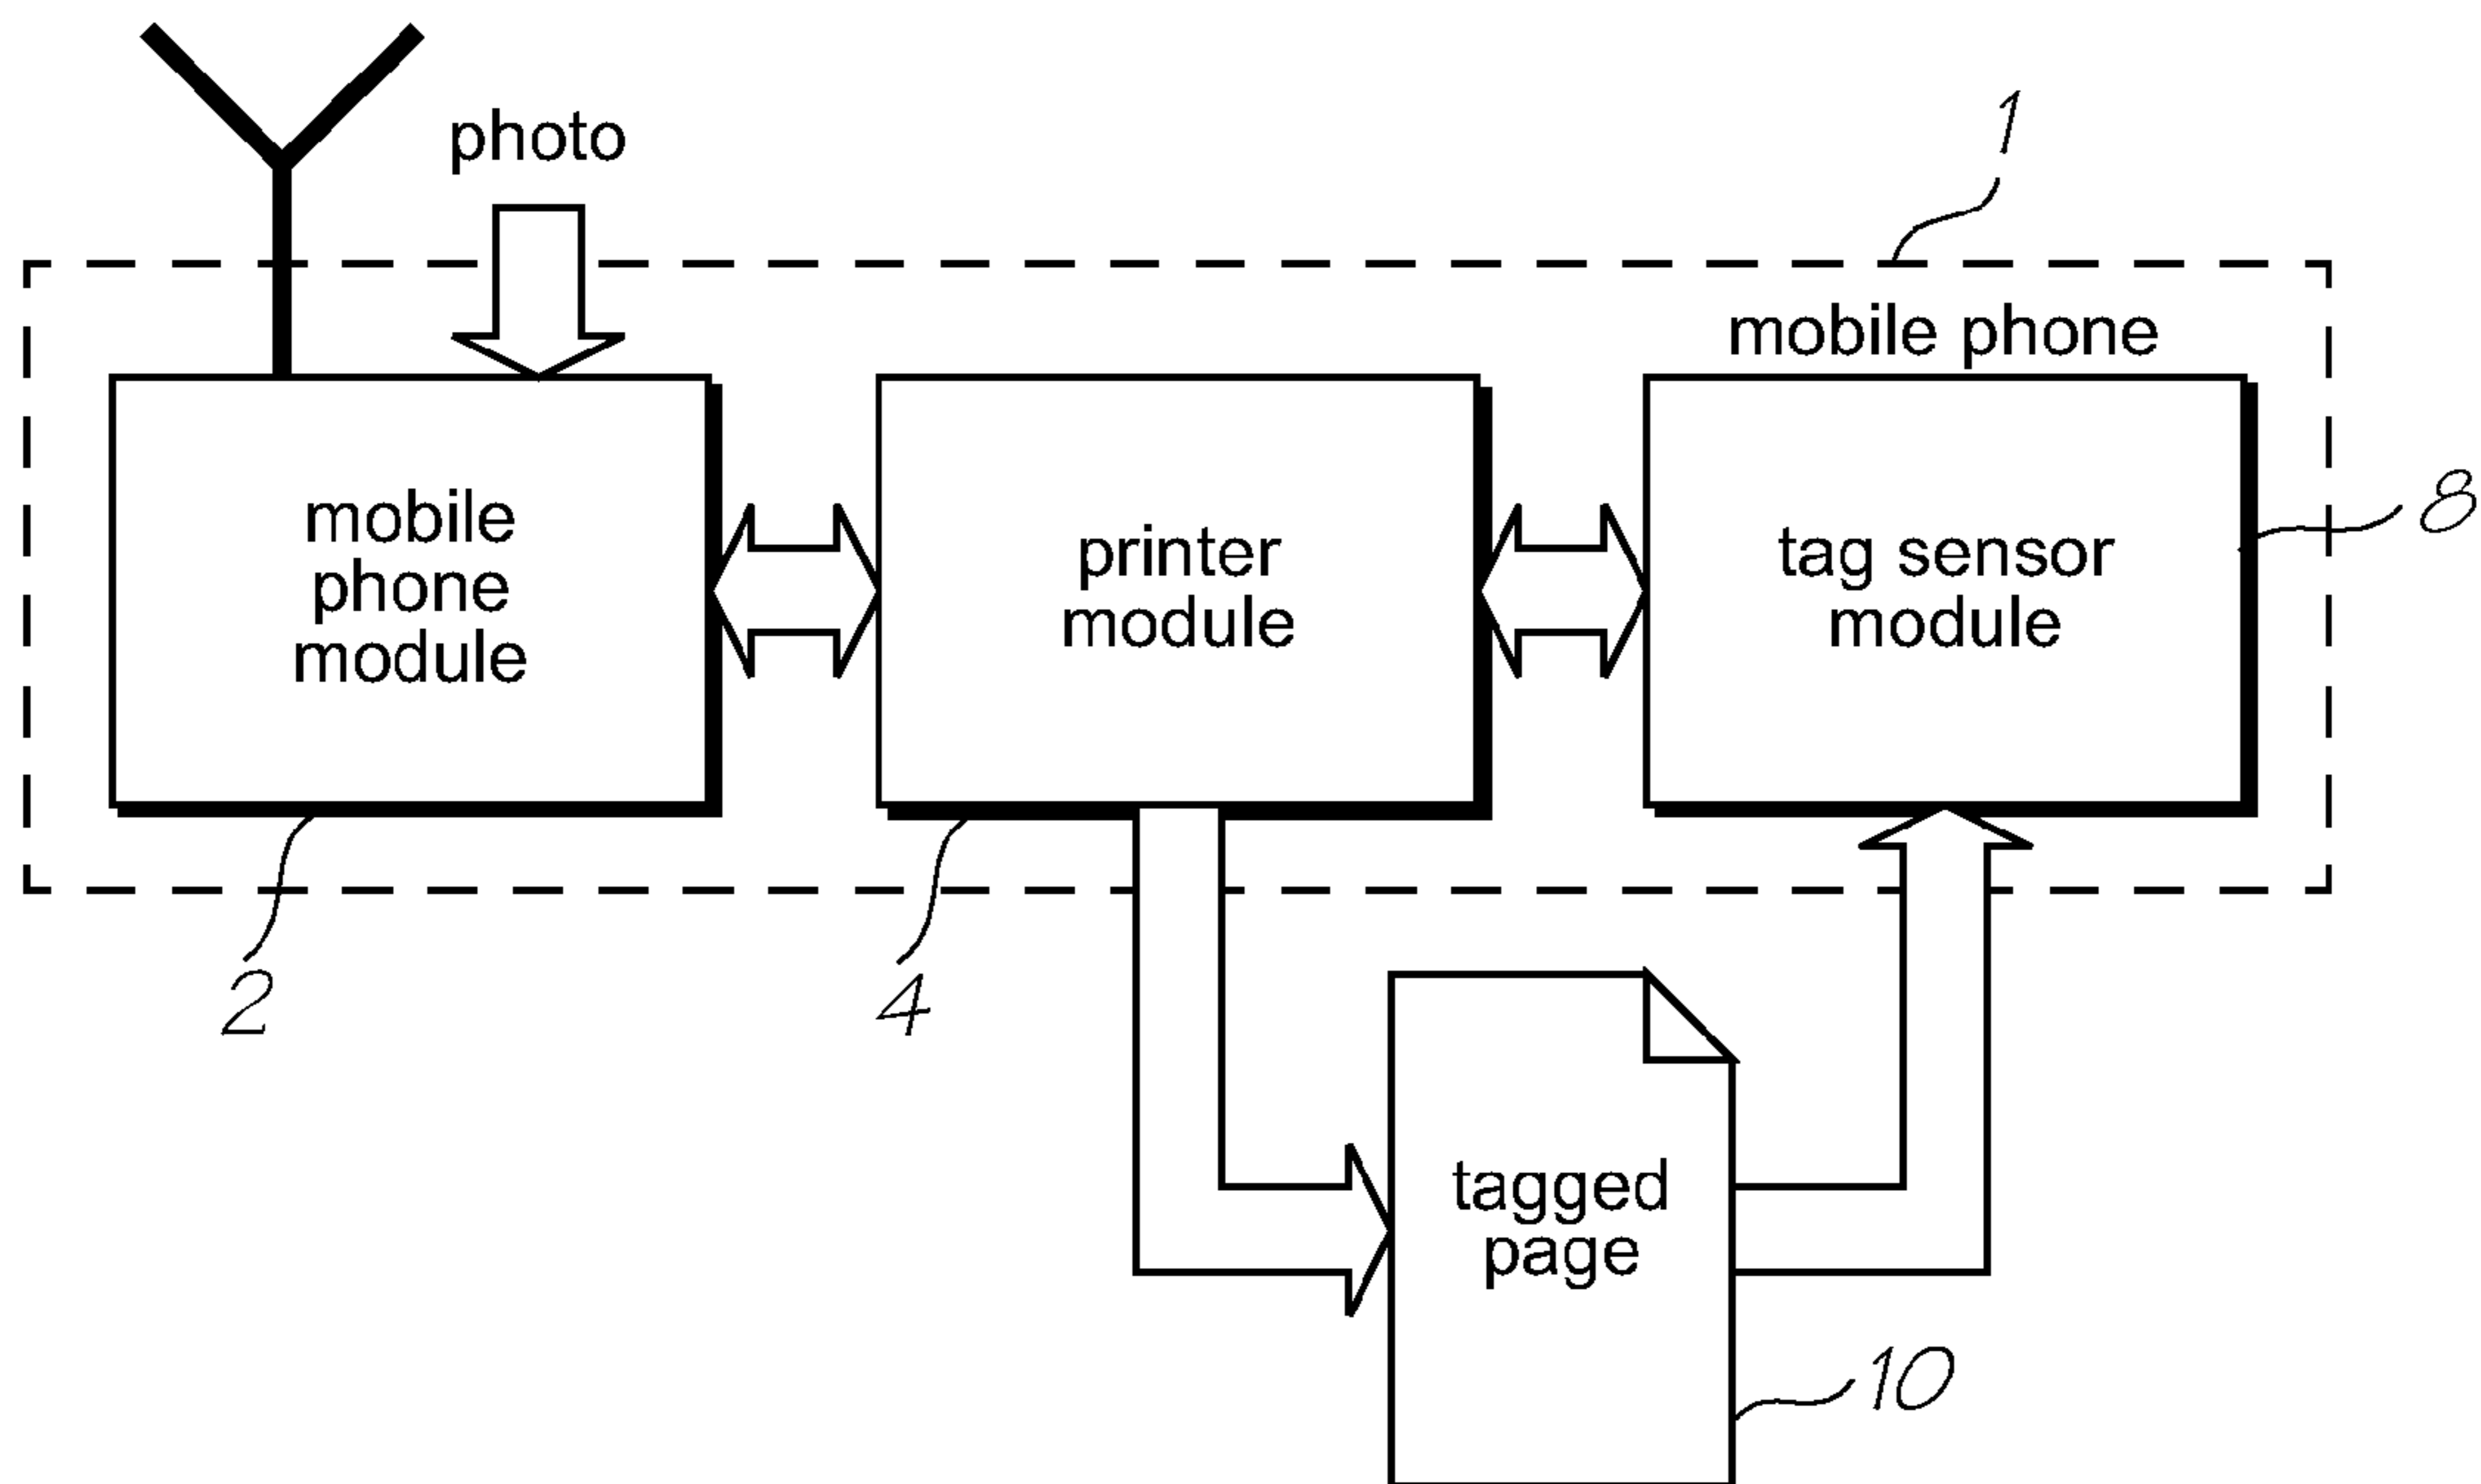 photo
1
mobile phone
mobile
phone
module
printer
module
tag sensor
module
8
2
4
tagged
page
10